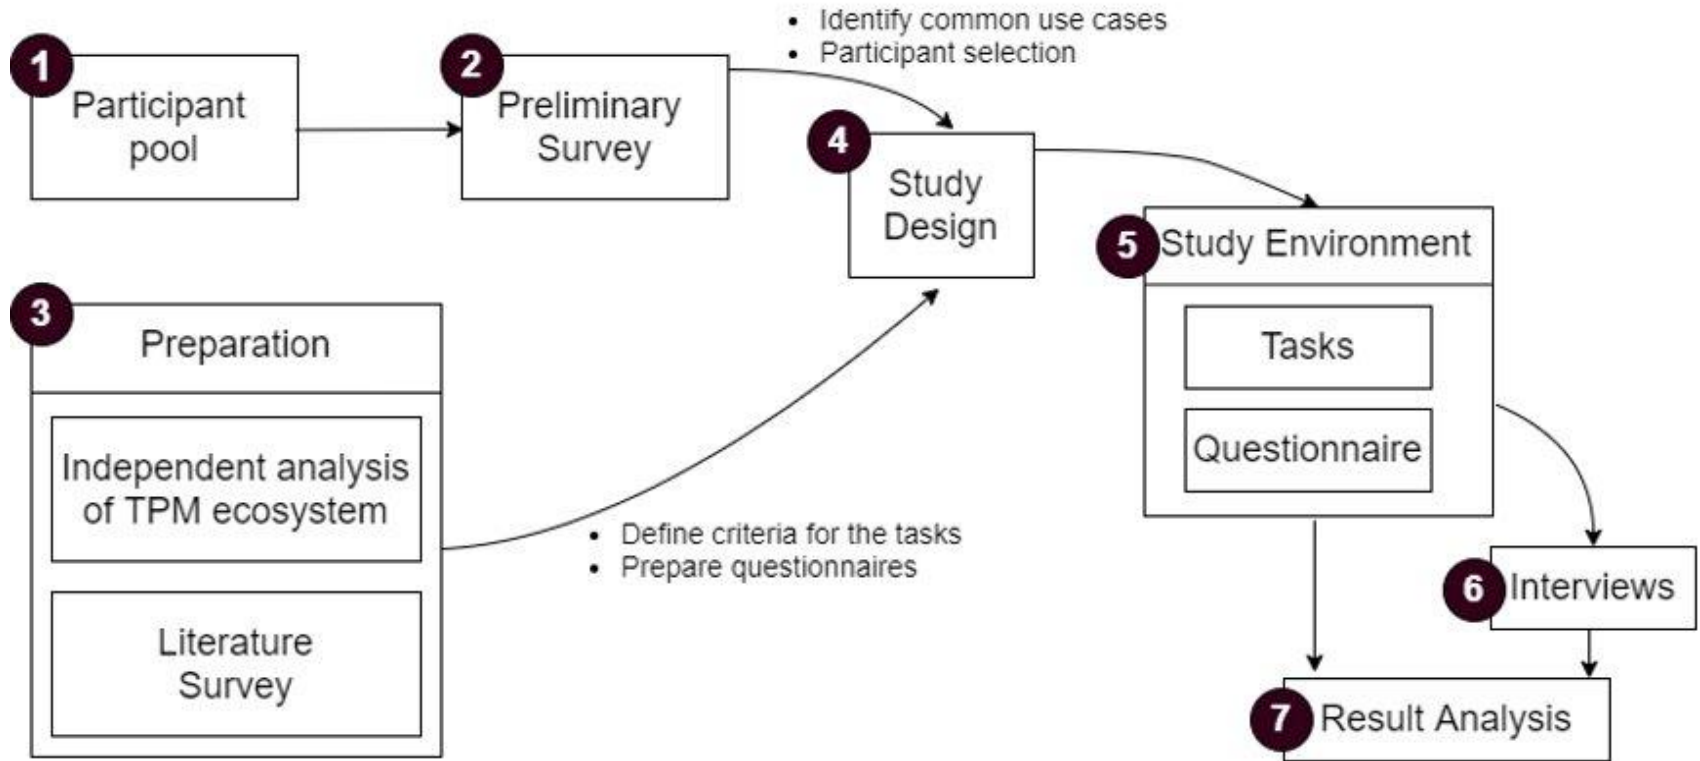 1
Participant
pool
2
Preliminary
Survey
• Identify common use cases
• Participant selection
3
Preparation
Independent analysis
of TPM ecosystem
Literature
Survey
• Define criteria for the tasks
• Prepare questionnaires
4
Study
Design
5
Study Environment
Tasks
Questionnaire
6
Interviews
7
Result Analysis